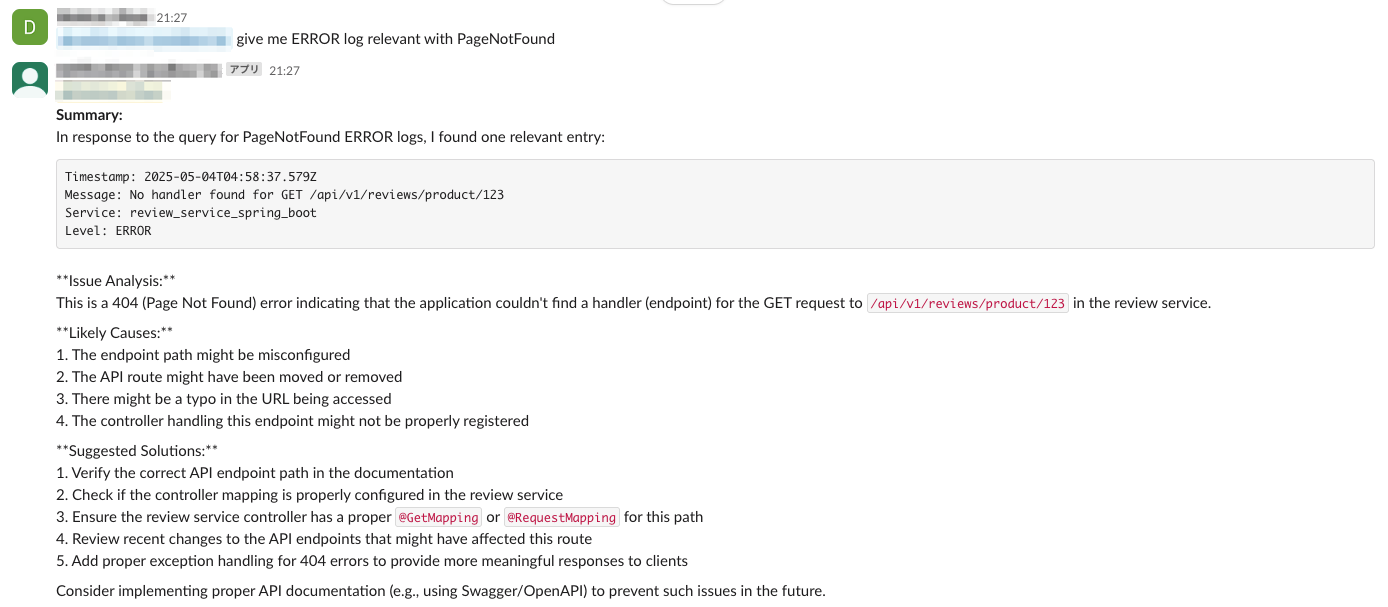 D
21:27
give me ERROR log relevant with PageNotFound
アプリ 21:27
Summary:
In response to the query for PageNotFound ERROR logs, I found one relevant entry:
Timestamp: 2025-05-04T04:58:37.579Z
Message: No handler found for GET /api/v1/reviews/product/123
Service: review_service_spring_boot
Level: ERROR
**Issue Analysis:**
This is a 404 (Page Not Found) error indicating that the application couldn't find a handler (endpoint) for the GET request to /api/v1/reviews/product/123 in the review service.
**Likely Causes:**
1. The endpoint path might be misconfigured
2. The API route might have been moved or removed
3. There might be a typo in the URL being accessed
4. The controller handling this endpoint might not be properly registered
**Suggested Solutions:**
1. Verify the correct API endpoint path in the documentation
2. Check if the controller mapping is properly configured in the review service
3. Ensure the review service controller has a proper @GetMapping or @RequestMapping for this path
4. Review recent changes to the API endpoints that might have affected this route
5. Add proper exception handling for 404 errors to provide more meaningful responses to clients
Consider implementing proper API documentation (e.g., using Swagger/OpenAPI) to prevent such issues in the future.